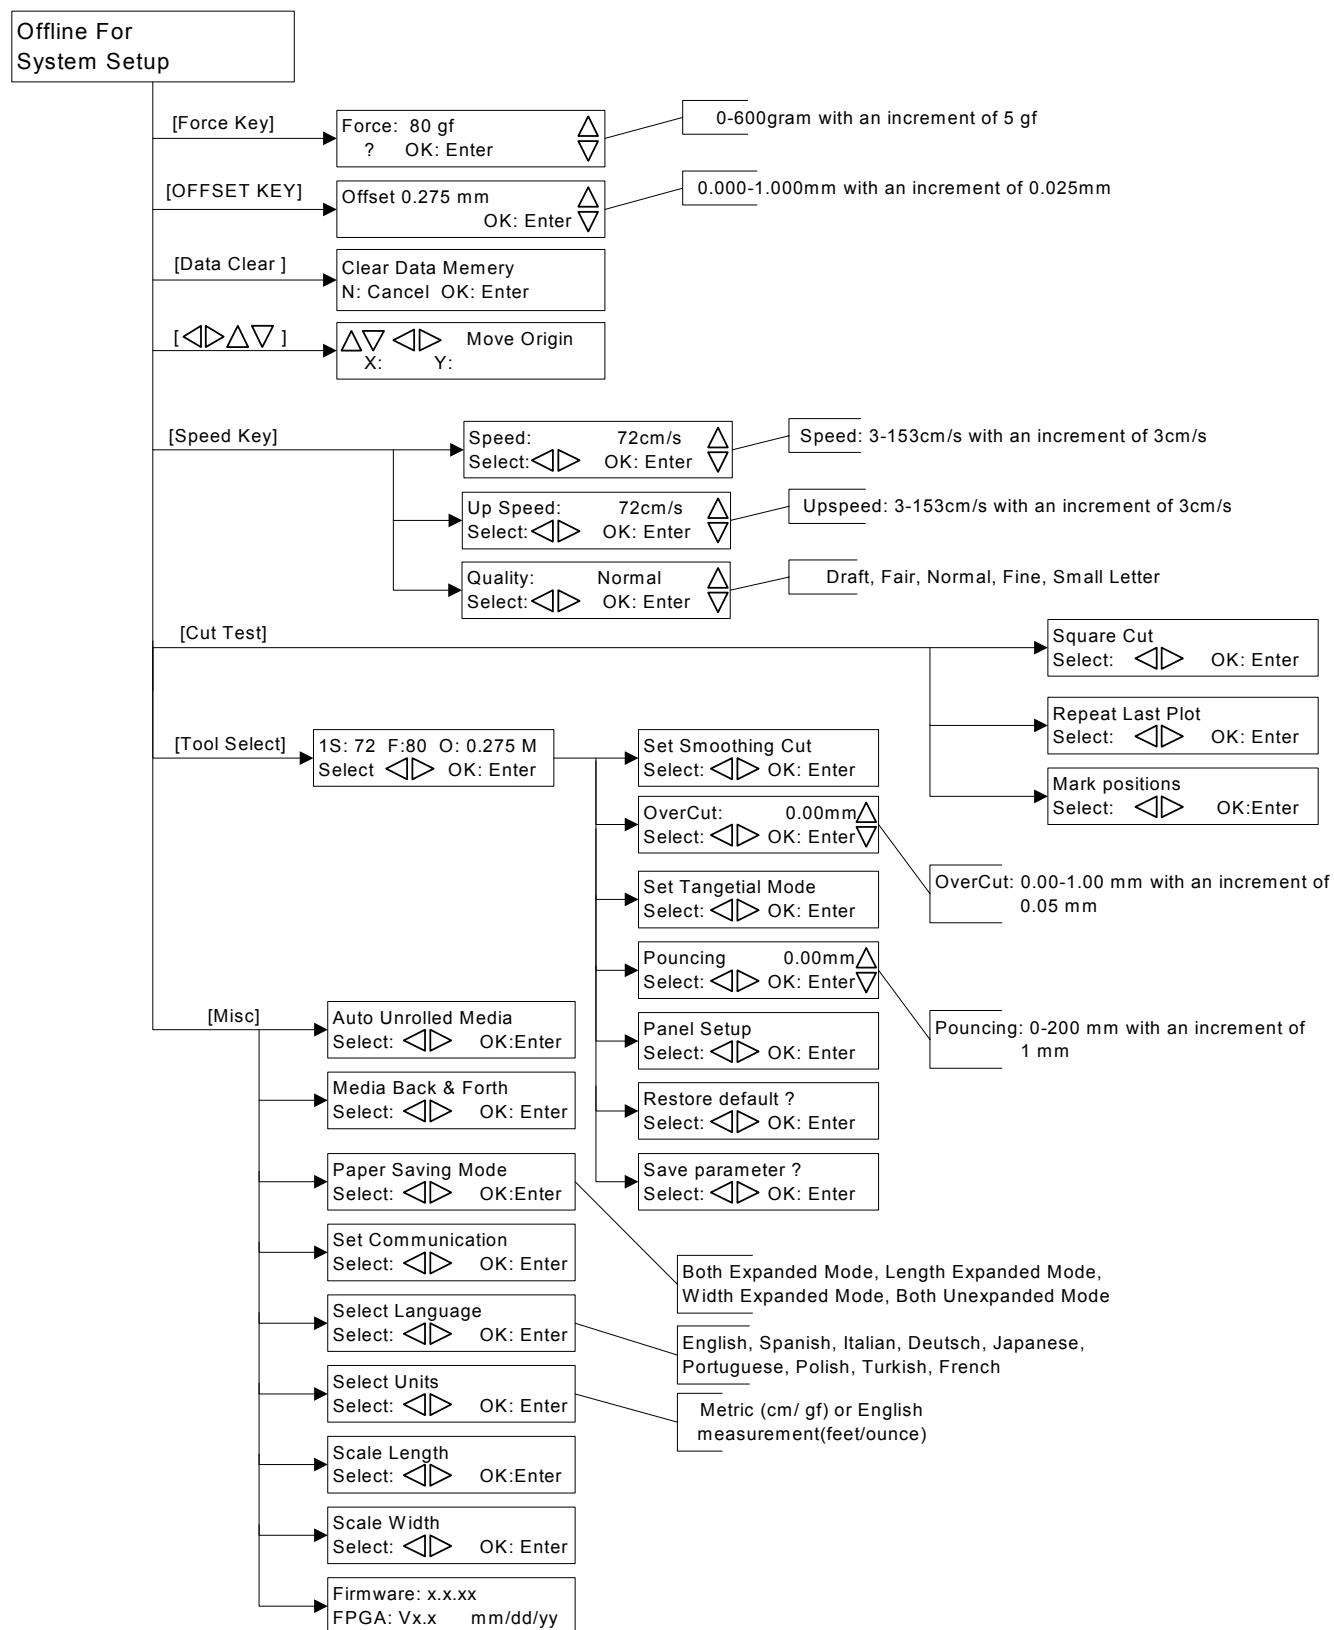 Offline For
System Setup
[Force Key]
Force: 80 gf
? OK: Enter
0-600gram with an increment of 5 gf
[OFFSET KEY]
Offset 0.275 mm
OK: Enter
0.000-1.000mm with an increment of 0.025mm
[Data Clear ]
Clear Data Memery
N: Cancel OK: Enter
[ ◁▷△▽ ]
△▽ ◁▷ Move Origin
X: Y:
[Speed Key]
Speed: 72cm/s
Select:◁▷ OK: Enter
Speed: 3-153cm/s with an increment of 3cm/s
Up Speed: 72cm/s
Select:◁▷ OK: Enter
Upspeed: 3-153cm/s with an increment of 3cm/s
Quality: Normal
Select:◁▷ OK: Enter
Draft, Fair, Normal, Fine, Small Letter
[Cut Test]
Square Cut
Select: ◁▷ OK: Enter
Repeat Last Plot
Select: ◁▷ OK: Enter
Mark positions
Select: ◁▷ OK:Enter
[Tool Select]
1S: 72 F:80 O: 0.275 M
Select ◁▷ OK: Enter
Set Smoothing Cut
Select: ◁▷ OK: Enter
OverCut: 0.00mm
Select: ◁▷ OK: Enter
OverCut: 0.00-1.00 mm with an increment of
0.05 mm
Set Tangetial Mode
Select: ◁▷ OK: Enter
Pouncing 0.00mm
Select: ◁▷ OK: Enter
Pouncing: 0-200 mm with an increment of
1 mm
Panel Setup
Select: ◁▷ OK: Enter
Restore default ?
Select: ◁▷ OK: Enter
Save parameter ?
Select: ◁▷ OK: Enter
[Misc]
Auto Unrolled Media
Select: ◁▷ OK:Enter
Media Back & Forth
Select: ◁▷ OK: Enter
Paper Saving Mode
Select: ◁▷ OK:Enter
Both Expanded Mode, Length Expanded Mode,
Width Expanded Mode, Both Unexpanded Mode
Set Communication
Select: ◁▷ OK: Enter
Select Language
Select: ◁▷ OK: Enter
English, Spanish, Italian, Deutsch, Japanese,
Portuguese, Polish, Turkish, French
Select Units
Select: ◁▷ OK: Enter
Metric (cm/ gf) or English
measurement(feet/ounce)
Scale Length
Select: ◁▷ OK:Enter
Scale Width
Select: ◁▷ OK: Enter
Firmware: x.x.xx
FPGA: Vx.x mm/dd/yy